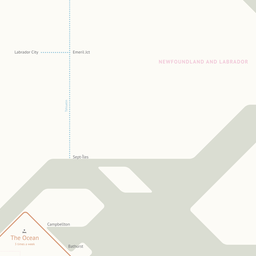 Labrador City
Emeril Jct
NEWFOUNDLAND AND LABRADOR
Sept-Îles
Campbellton
The Ocean
Bathurst